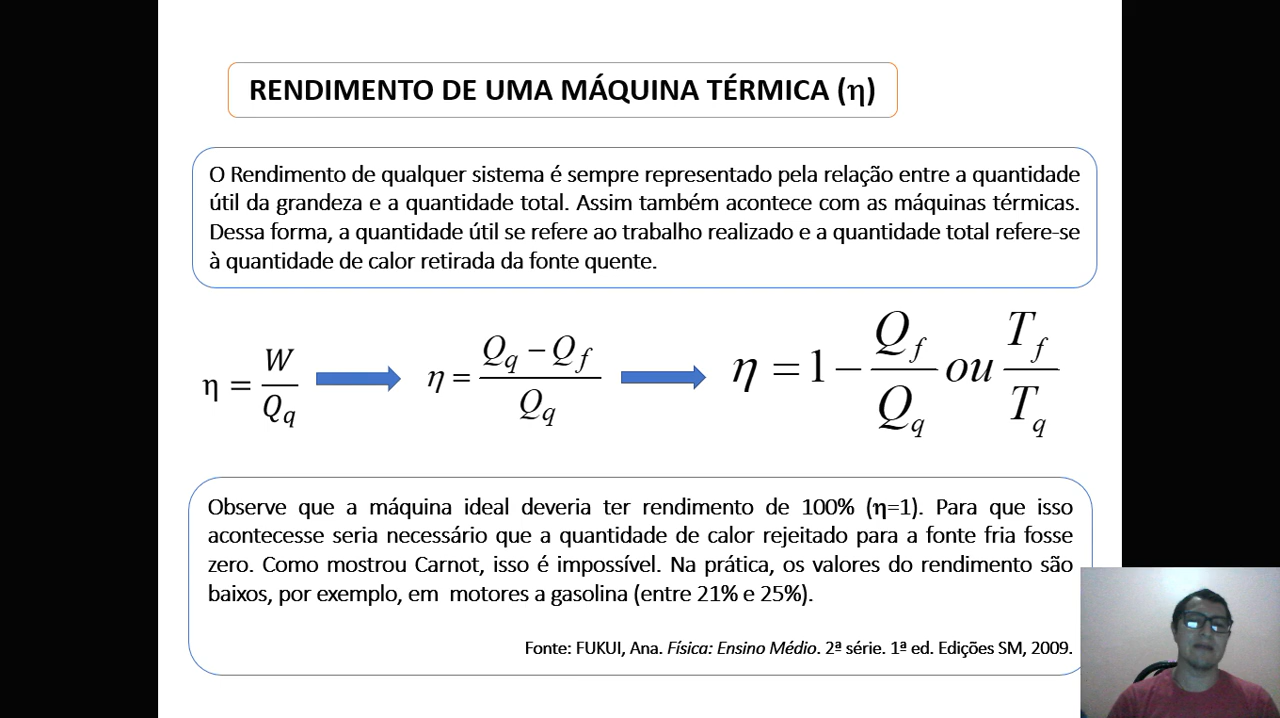 RENDIMENTO DE UMA MÁQUINA TÉRMICA (η)
O Rendimento de qualquer sistema é sempre representado pela relação entre a quantidade
útil da grandeza e a quantidade total. Assim também acontece com as máquinas térmicas.
Dessa forma, a quantidade útil se refere ao trabalho realizado e a quantidade total refere-se
à quantidade de calor retirada da fonte quente.
η = W/Q_q
η = (Q_q − Q_f)/Q_q
η = 1 − Q_f/Q_q ou T_f/T_q
Observe que a máquina ideal deveria ter rendimento de 100% (η=1). Para que isso
acontecesse seria necessário que a quantidade de calor rejeitado para a fonte fria fosse
zero. Como mostrou Carnot, isso é impossível. Na prática, os valores do rendimento são
baixos, por exemplo, em motores a gasolina (entre 21% e 25%).
Fonte: FUKUI, Ana. Física: Ensino Médio. 2ª série. 1ª ed. Edições SM, 2009.